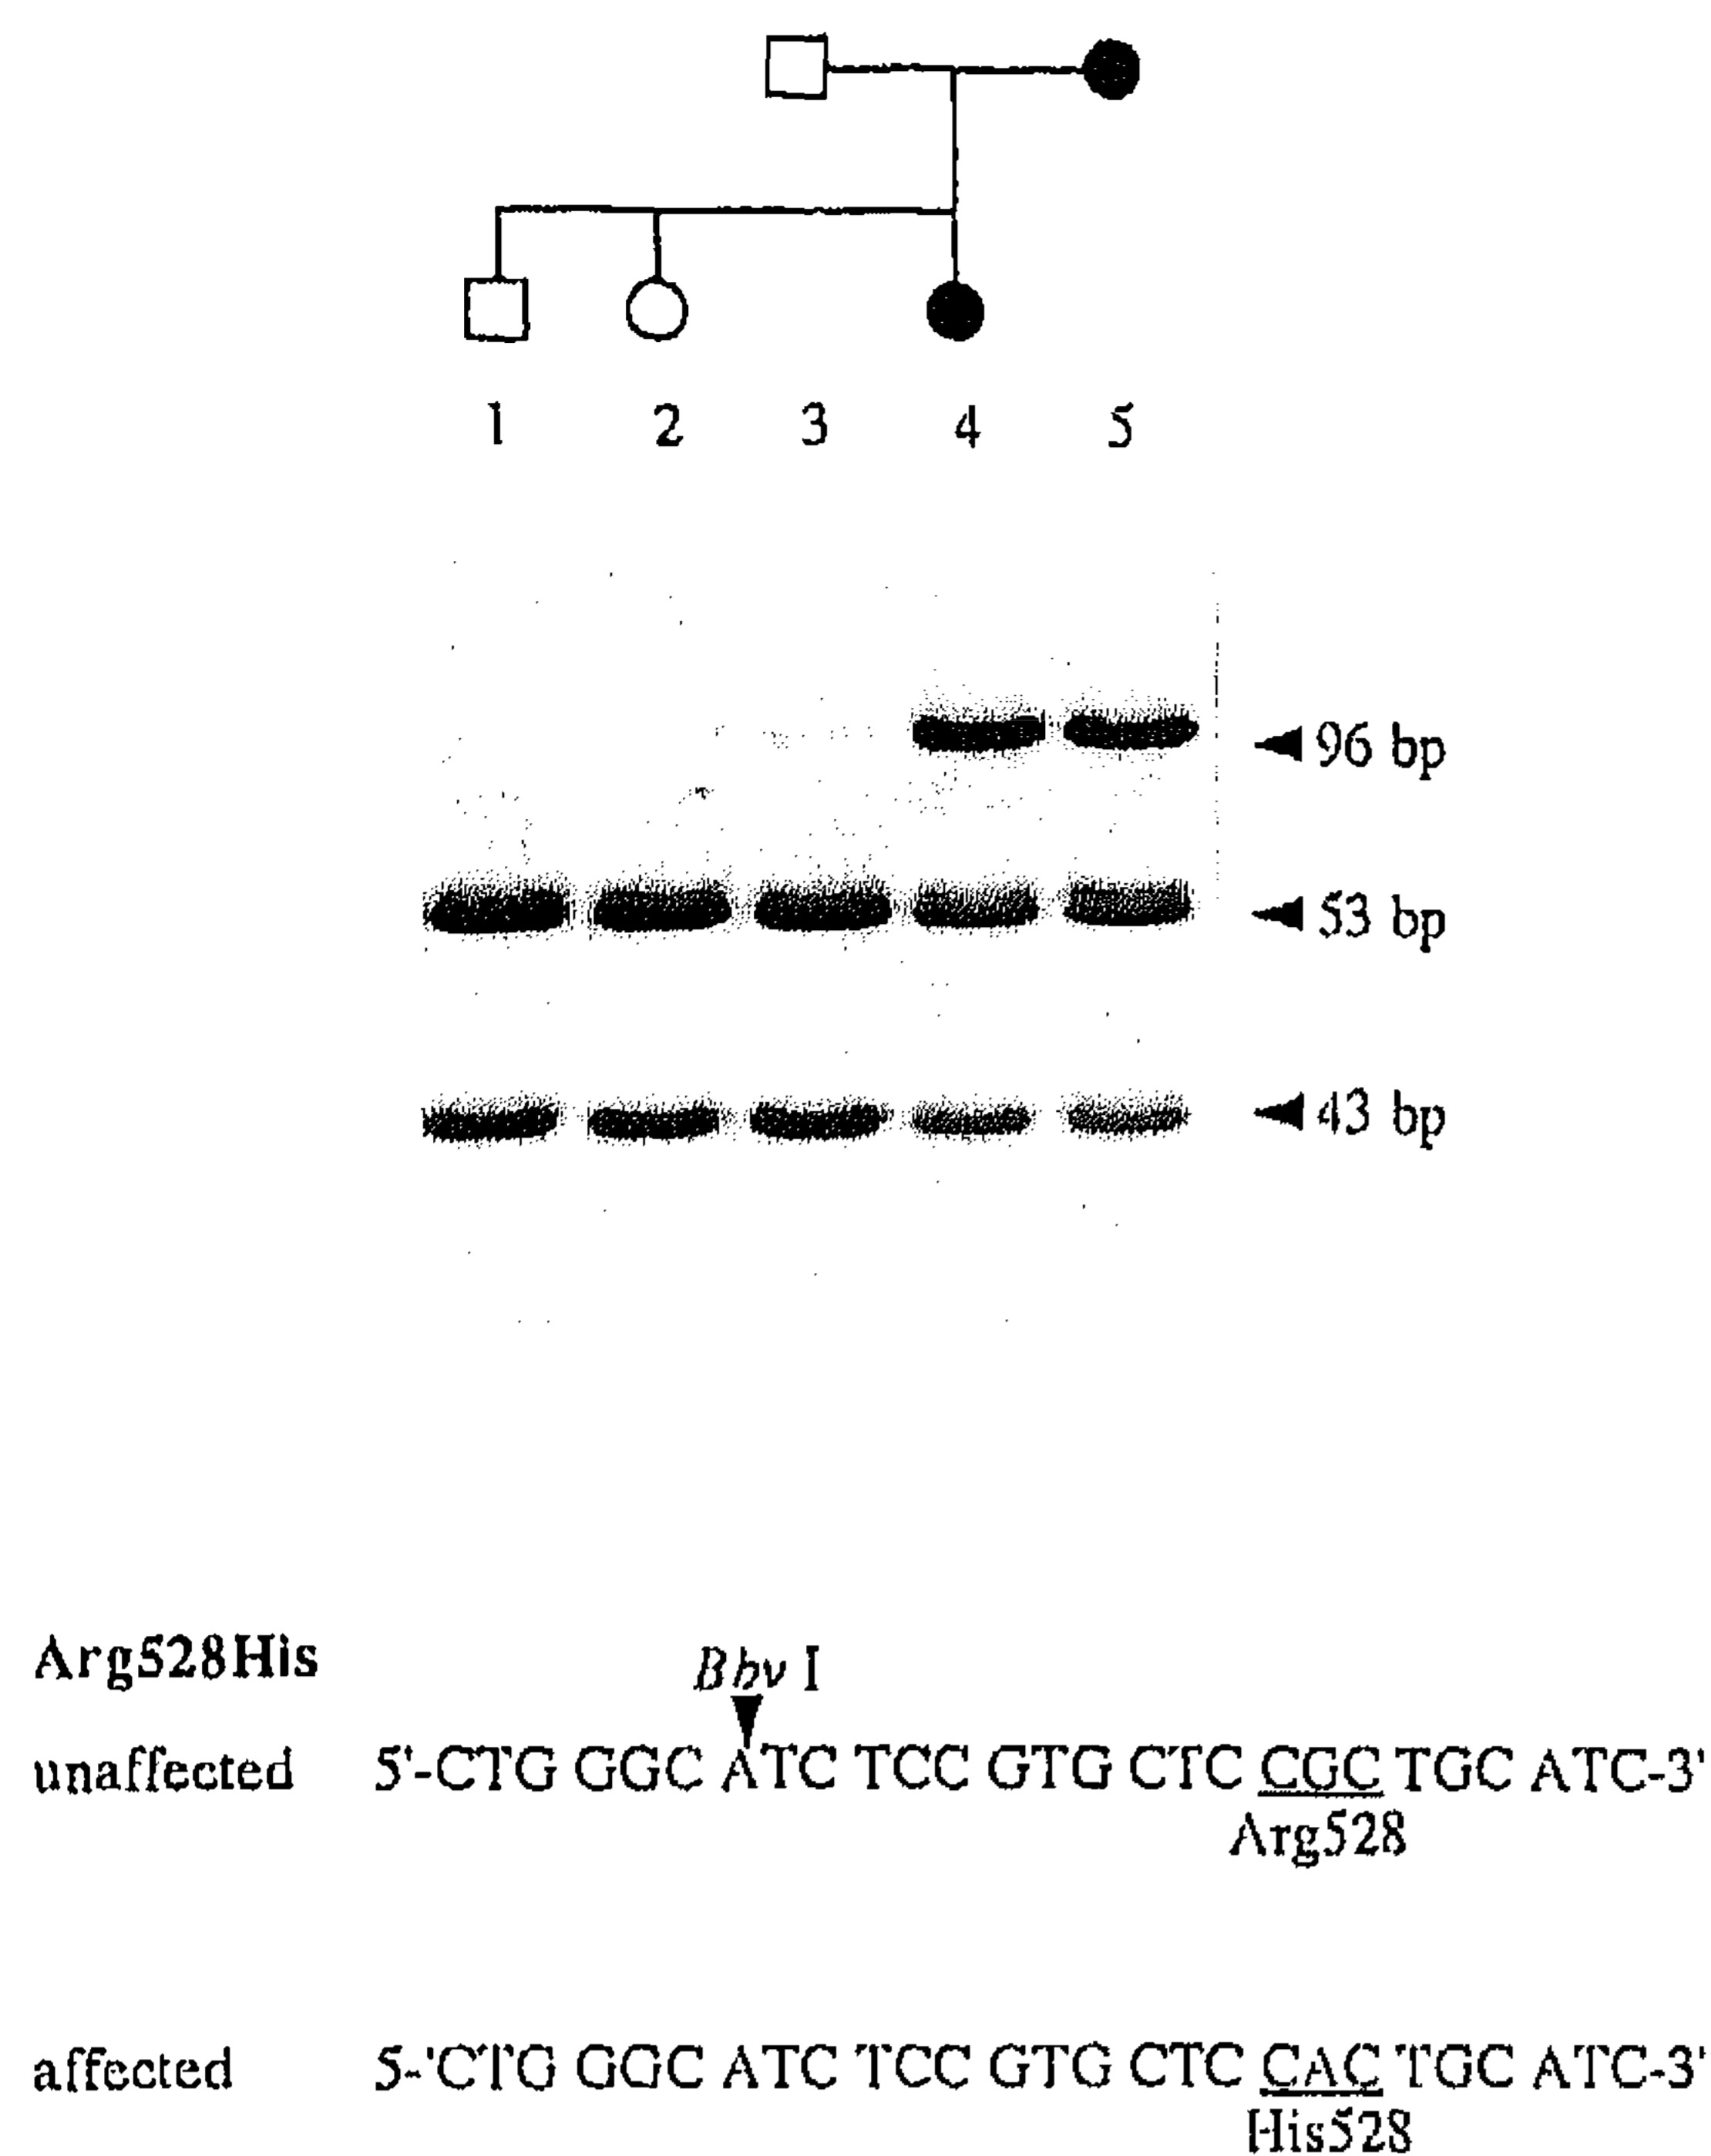 1 2 3 4 5
96 bp
53 bp
43 bp
Arg528His
Bbv I
unaffected 5'-CTG GGC ATC TCC GTG CTC CGC TGC ATC-3'
Arg528
affected 5-'CTG GGC ATC TCC GTG CTC CAC TGC ATC-3'
His528